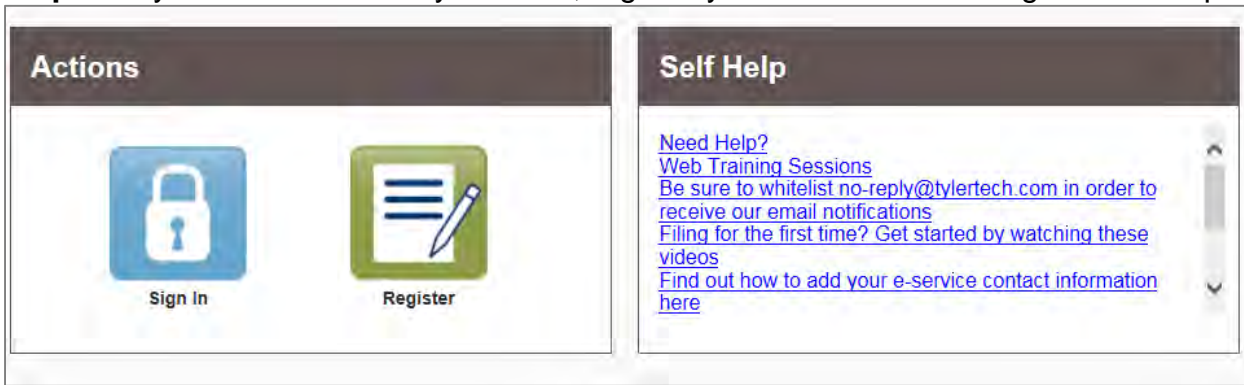 Actions
Sign In
Register
Self Help
Need Help?
Web Training Sessions
Be sure to whitelist no-reply@tylertech.com in order to
receive our email notifications
Filing for the first time? Get started by watching these
videos
Find out how to add your e-service contact information
here